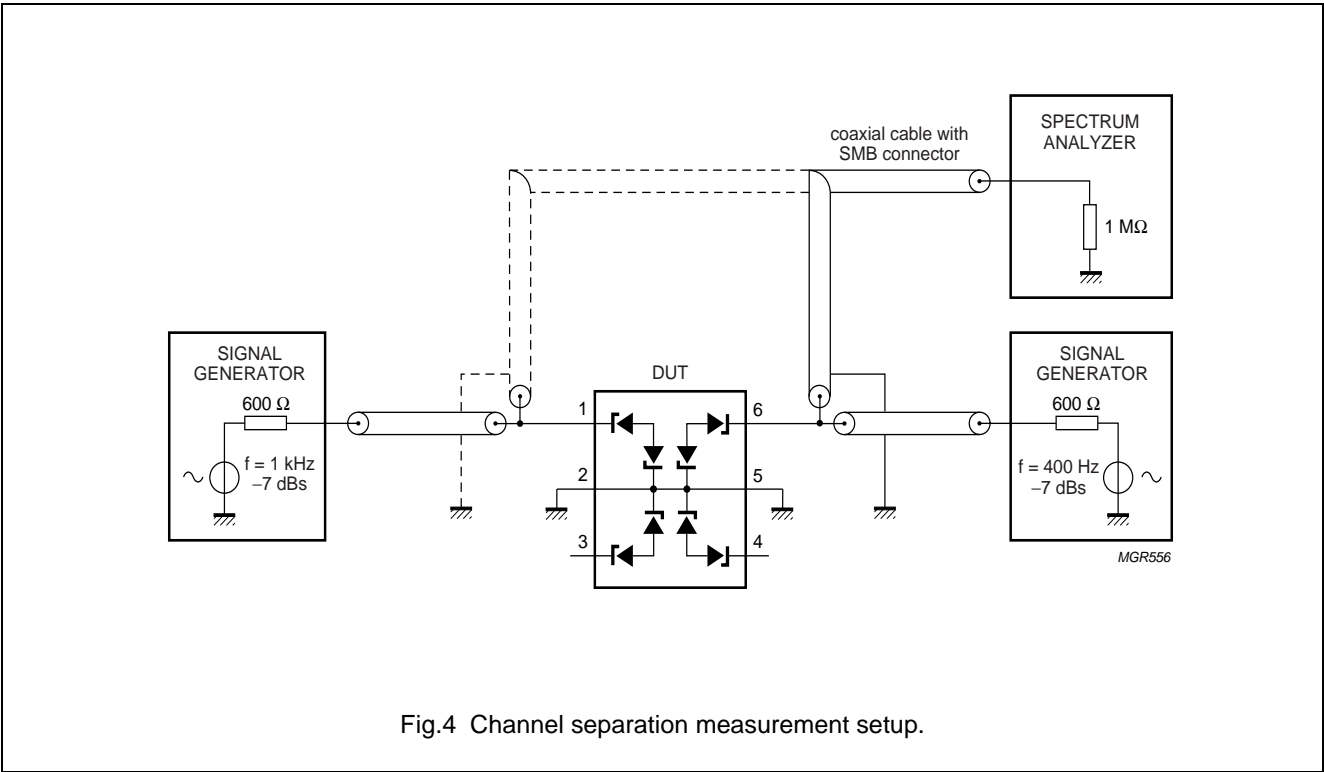 coaxial cable with
SMB connector
SPECTRUM
ANALYZER
1 MΩ
SIGNAL
GENERATOR
600 Ω
f = 1 kHz
−7 dBs
DUT
1
2
3
6
5
4
SIGNAL
GENERATOR
600 Ω
f = 400 Hz
−7 dBs
MGR556
Fig.4 Channel separation measurement setup.